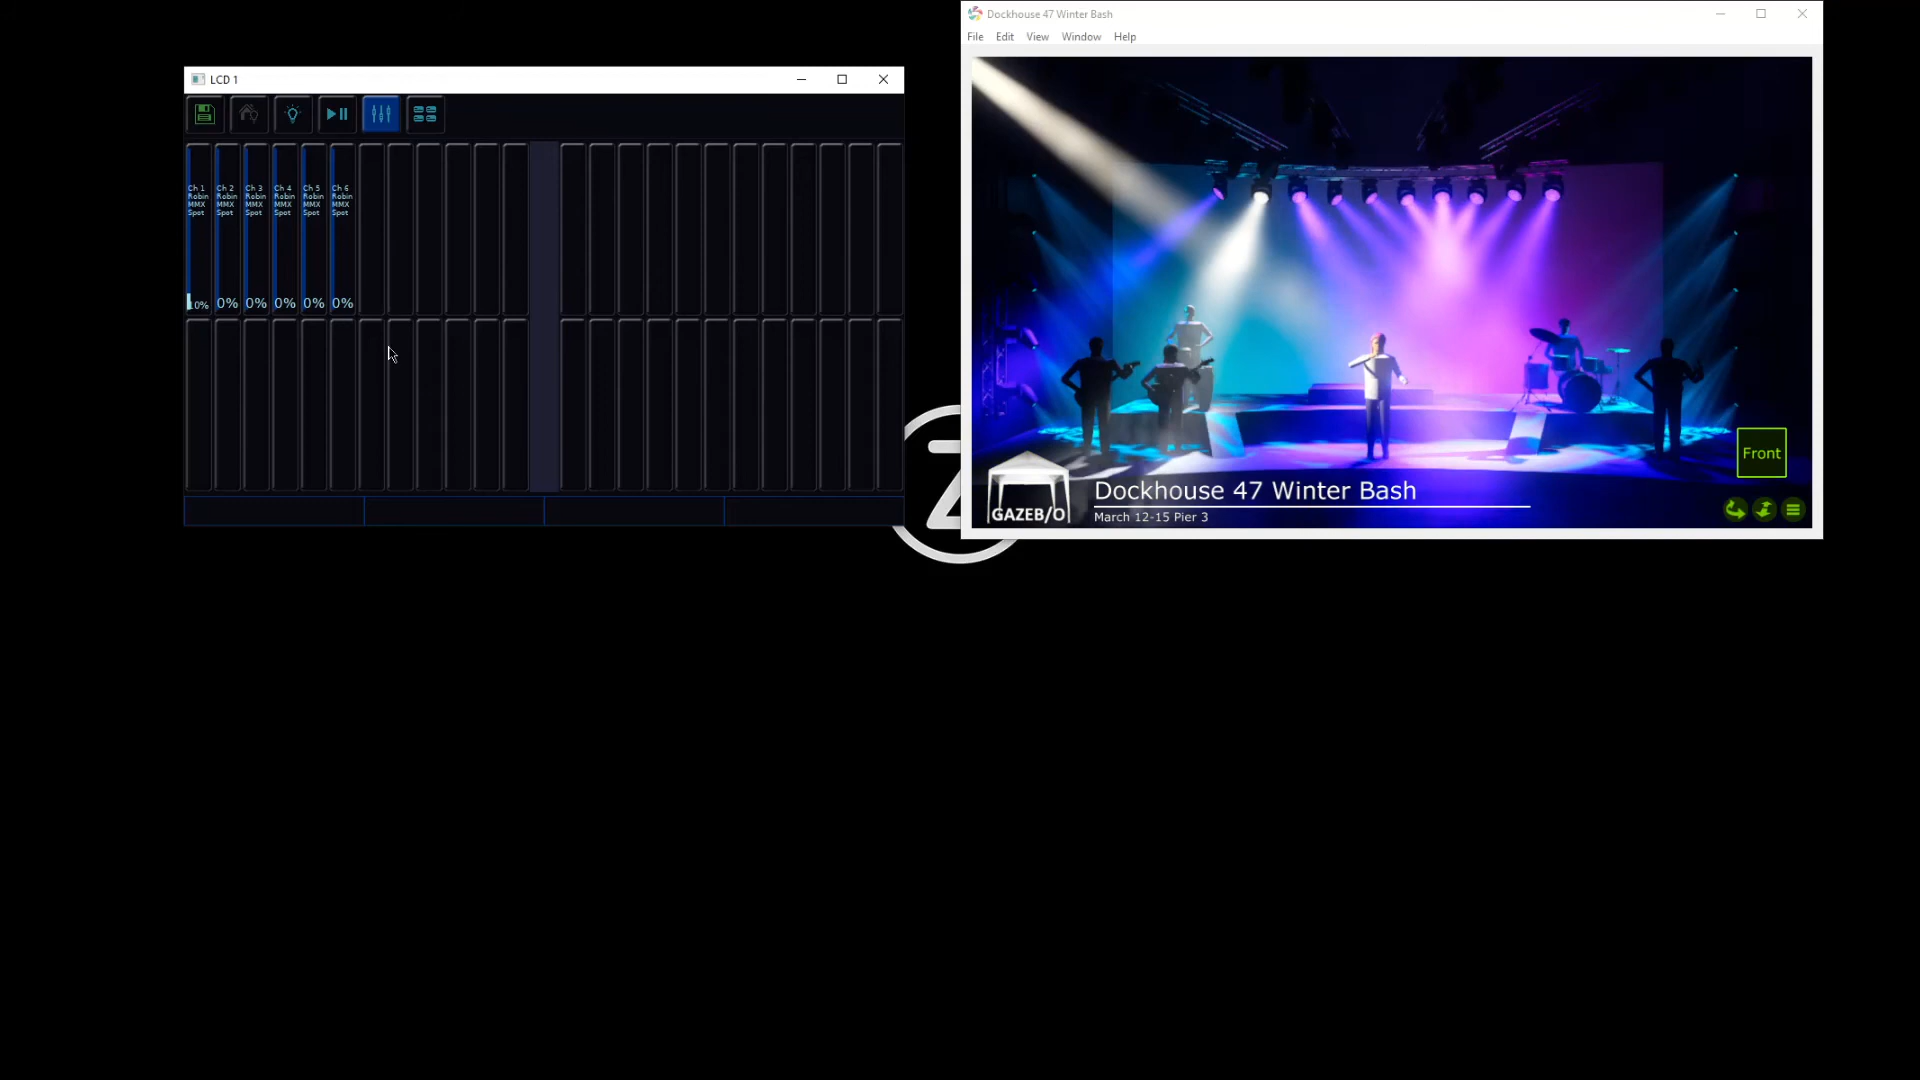 LCD 1
Ch 1 Robin MMX Spot
Ch 2 Robin MMX Spot
Ch 3 Robin MMX Spot
Ch 4 Robin MMX Spot
Ch 5 Robin MMX Spot
Ch 6 Robin MMX Spot
10% 0% 0% 0% 0% 0%
Dockhouse 47 Winter Bash
File Edit View Window Help
Front
GAZEB/O
Dockhouse 47 Winter Bash
March 12-15 Pier 3